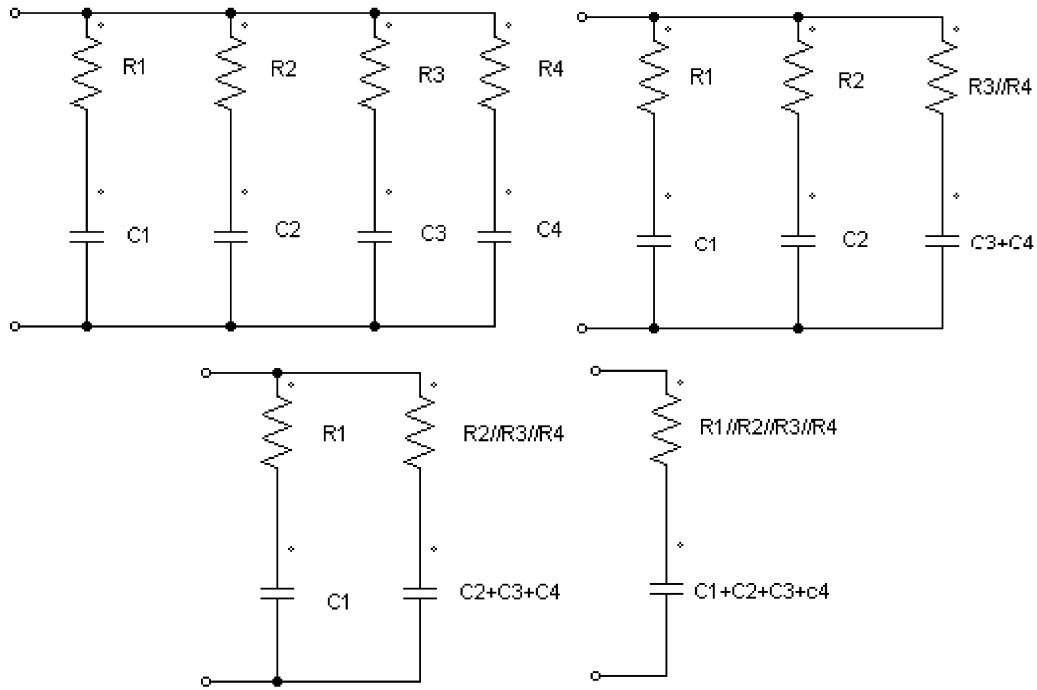 R1
R2
R3
R4
C1
C2
C3
C4
R1
R2
R3//R4
C1
C2
C3+C4
R1
R2//R3//R4
C1
C2+C3+C4
R1//R2//R3//R4
C1+C2+C3+c4